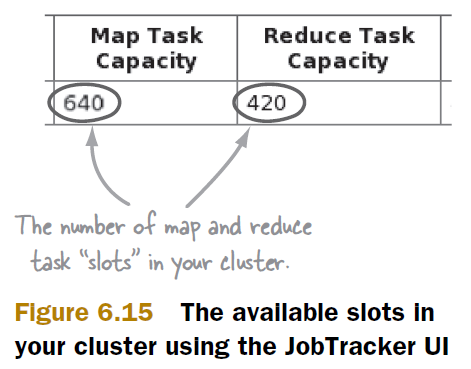 Map Task Reduce Task
Capacity Capacity
640 420
The number of map and reduce
task “slots” in your cluster.
Figure 6.15 The available slots in
your cluster using the JobTracker UI